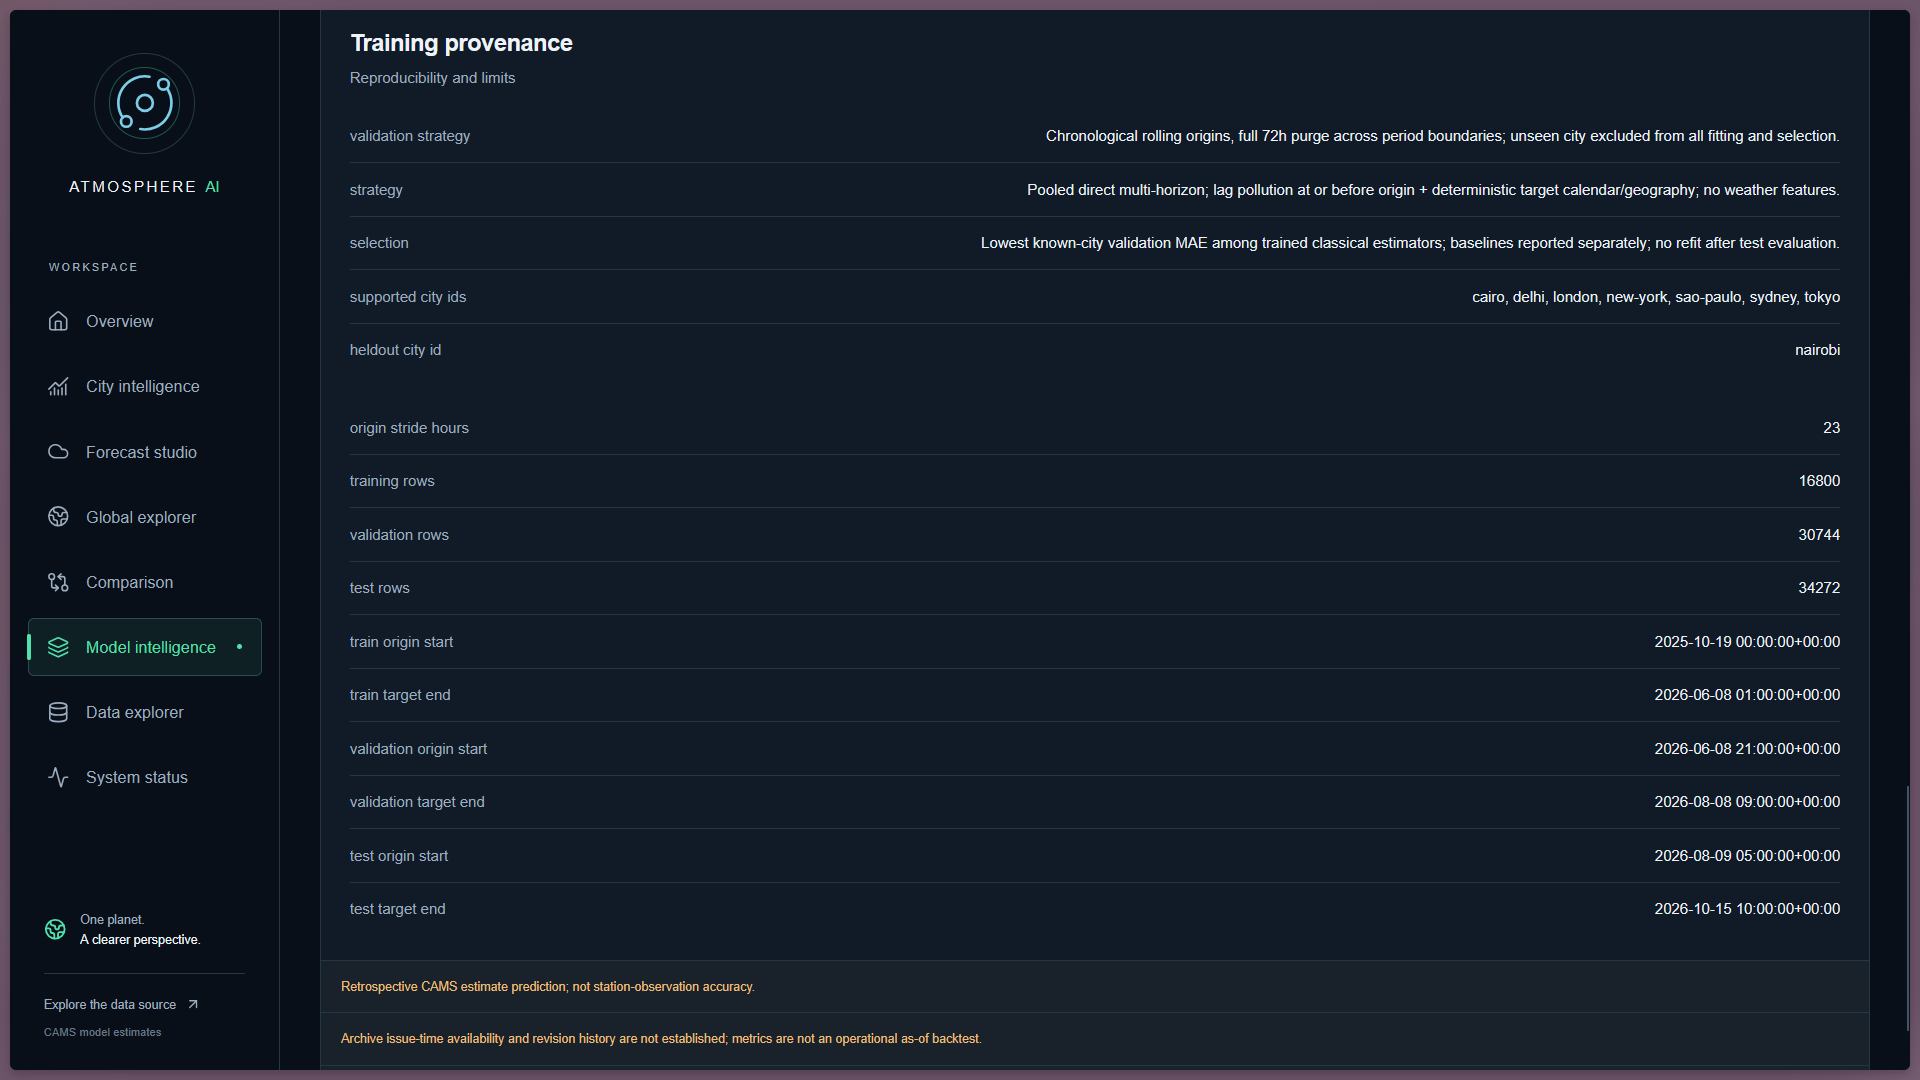 ATMOSPHERE AI
WORKSPACE
Overview
City intelligence
Forecast studio
Global explorer
Comparison
Model intelligence
Data explorer
System status
One planet.
A clearer perspective.
Explore the data source
CAMS model estimates
Training provenance
Reproducibility and limits
validation strategy Chronological rolling origins, full 72h purge across period boundaries; unseen city excluded from all fitting and selection.
strategy Pooled direct multi-horizon; lag pollution at or before origin + deterministic target calendar/geography; no weather features.
selection Lowest known-city validation MAE among trained classical estimators; baselines reported separately; no refit after test evaluation.
supported city ids cairo, delhi, london, new-york, sao-paulo, sydney, tokyo
heldout city id nairobi
origin stride hours 23
training rows 16800
validation rows 30744
test rows 34272
train origin start 2025-10-19 00:00:00+00:00
train target end 2026-06-08 01:00:00+00:00
validation origin start 2026-06-08 21:00:00+00:00
validation target end 2026-08-08 09:00:00+00:00
test origin start 2026-08-09 05:00:00+00:00
test target end 2026-10-15 10:00:00+00:00
Retrospective CAMS estimate prediction; not station-observation accuracy.
Archive issue-time availability and revision history are not established; metrics are not an operational as-of backtest.